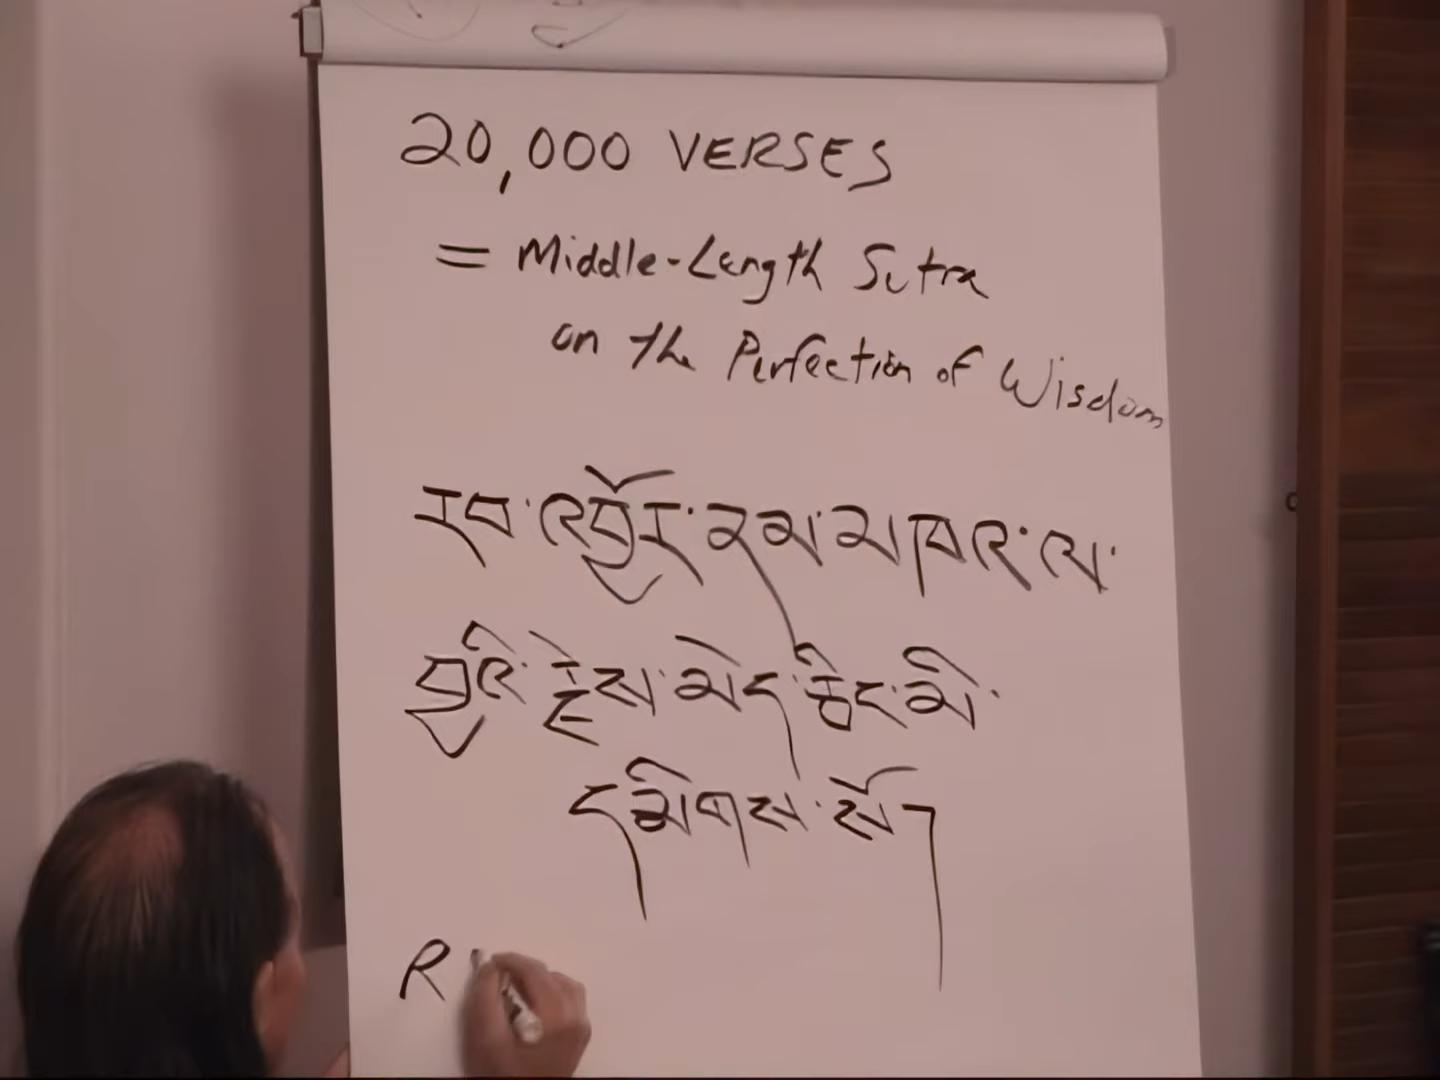 20,000 VERSES
= Middle-Length Sutra
on the Perfection of Wisdom
རབ་འབྱོར་ནམ་མཁའ་ལ་
བྱའི་རྗེས་མེད་ཅིང་མི་
དམིགས་སོ།
R